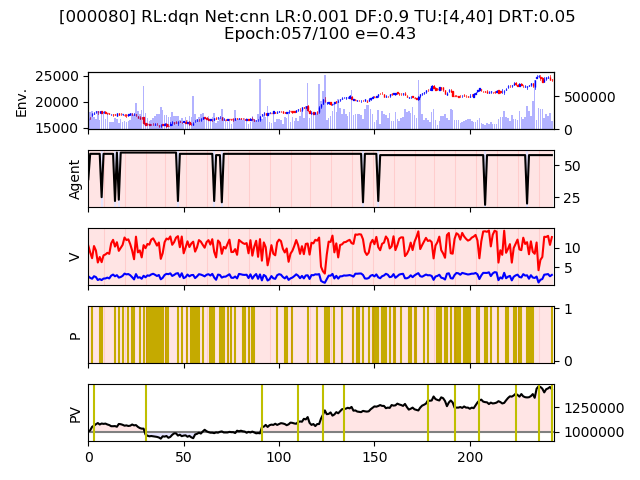 [000080] RL:dqn Net:cnn LR:0.001 DF:0.9 TU:[4,40] DRT:0.05
Epoch:057/100 e=0.43
Env.
25000
20000
15000
500000
0
Agent
50
25
V
10
5
P
1
0
PV
1250000
1000000
0 50 100 150 200